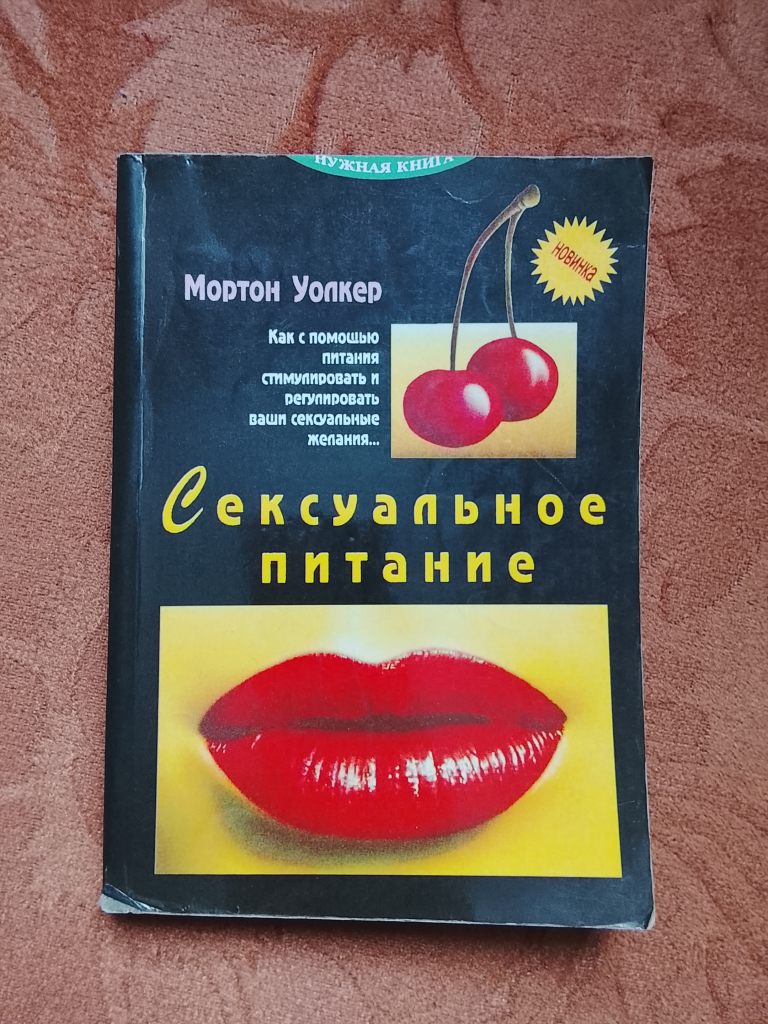 НУЖНАЯ КНИГА
новинка
Мортон Уолкер
Как с помощью
питания
стимулировать и
регулировать
ваши сексуальные
желания...
Сексуальное
питание